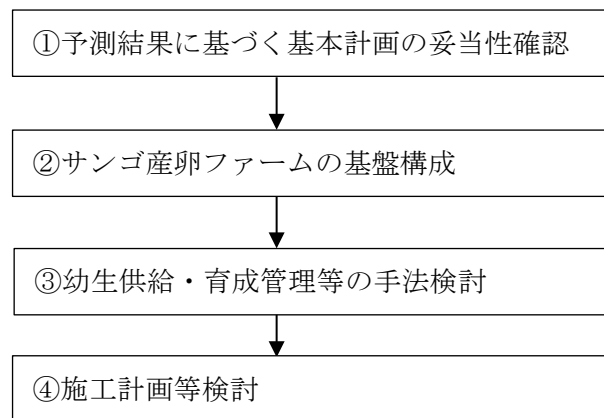 ①予測結果に基づく基本計画の妥当性確認
②サンゴ産卵ファームの基盤構成
③幼生供給・育成管理等の手法検討
④施工計画等検討